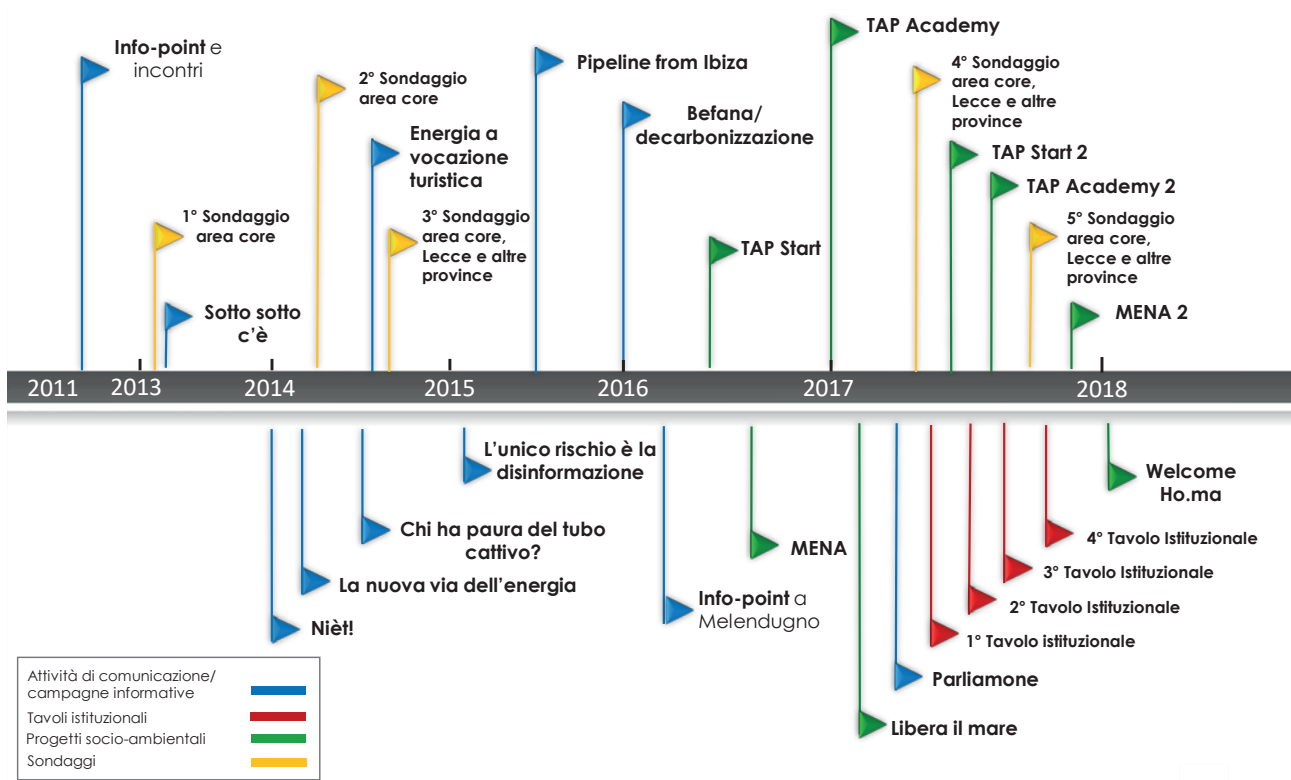 TAP Academy
Info-point e
incontri
Pipeline from Ibiza
4° Sondaggio
area core,
Lecce e altre
province
2° Sondaggio
area core
Befana/
decarbonizzazione
Energia a
vocazione
turistica
TAP Start 2
TAP Academy 2
1° Sondaggio
area core
3° Sondaggio
area core,
Lecce e altre
province
TAP Start
5° Sondaggio
area core,
Lecce e altre
province
Sotto sotto
c'è
MENA 2
2011
2013
2014
2015
2016
2017
2018
L'unico rischio è la
disinformazione
Welcome
Ho.ma
Chi ha paura del tubo
cattivo?
MENA
4° Tavolo Istituzionale
3° Tavolo Istituzionale
La nuova via dell'energia
Info-point a
Melendugno
2° Tavolo Istituzionale
Nièt!
1° Tavolo istituzionale
Parliamone
Libera il mare
Attività di comunicazione/
campagne informative
Tavoli istituzionali
Progetti socio-ambientali
Sondaggi